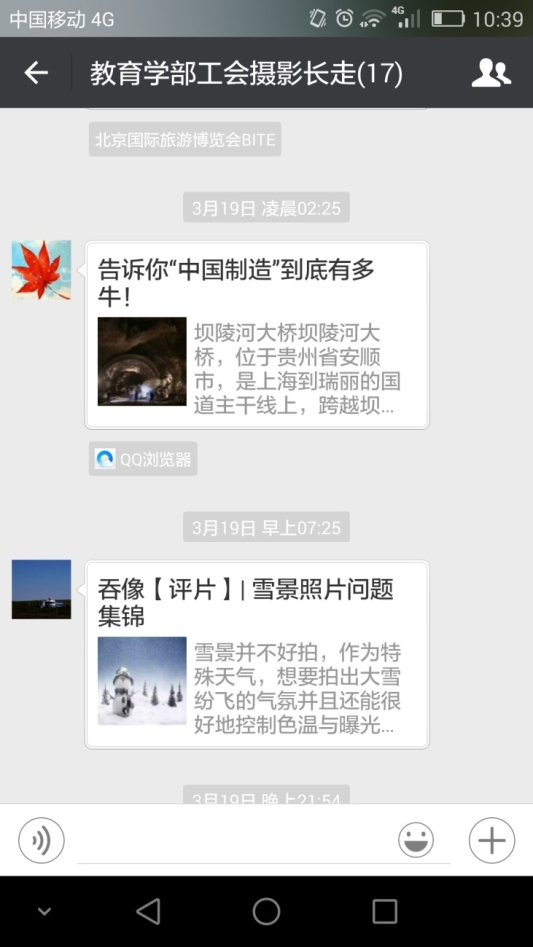 中国移动 4G
4G
10:39
教育学部工会摄影长走(17)
北京国际旅游博览会BITE
3月19日 凌晨02:25
告诉你“中国制造”到底有多
牛！
坝陵河大桥坝陵河大
桥，位于贵州省安顺
市，是上海到瑞丽的国
道主干线上，跨越坝...
QQ浏览器
3月19日 早上07:25
吞像【评片】| 雪景照片问题
集锦
雪景并不好拍，作为特
殊天气，想要拍出大雪
纷飞的气氛并且还能很
好地控制色温与曝光...
3月19日 晚上21:54